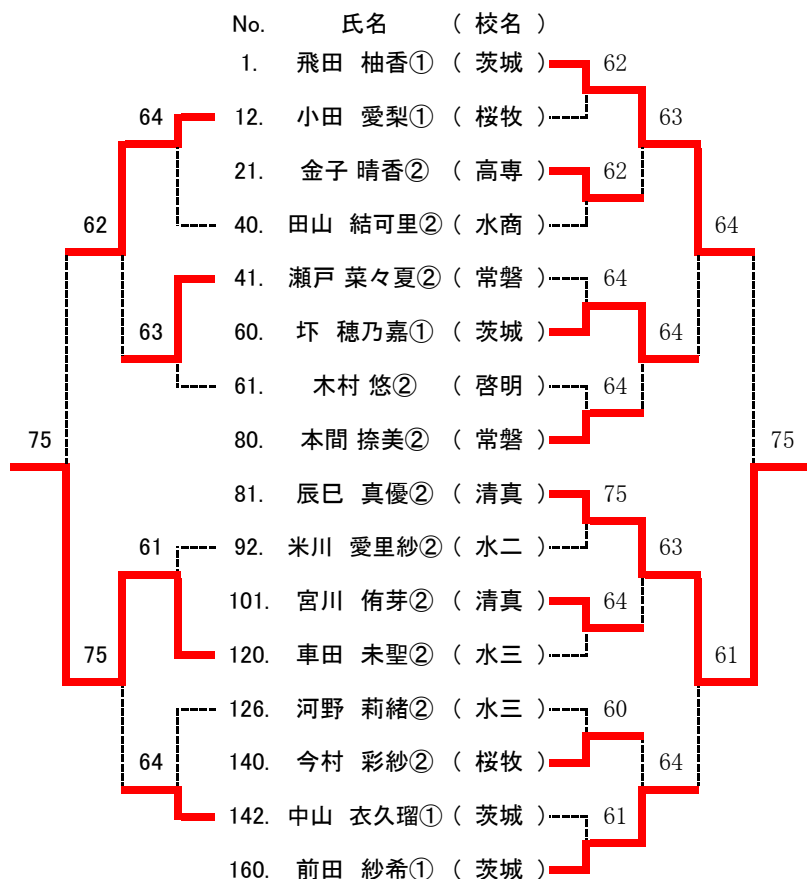 No. 氏名 ( 校名 )
1. 飛田 柚香① ( 茨城 ) 62
64 12. 小田 愛梨① ( 桜牧 ) 63
21. 金子 晴香② ( 高専 ) 62
62 40. 田山 結可里② ( 水商 ) 64
41. 瀬戸 菜々夏② ( 常磐 ) 64
63 60. 圷 穂乃嘉① ( 茨城 ) 64
61. 木村 悠② ( 啓明 ) 64
75 80. 本間 捺美② ( 常磐 ) 75
81. 辰巳 真優② ( 清真 ) 75
61 92. 米川 愛里紗② ( 水二 ) 63
101. 宮川 侑芽② ( 清真 ) 64
75 120. 車田 未聖② ( 水三 ) 61
126. 河野 莉緒② ( 水三 ) 60
64 140. 今村 彩紗② ( 桜牧 ) 64
142. 中山 衣久瑠① ( 茨城 ) 61
160. 前田 紗希① ( 茨城 )